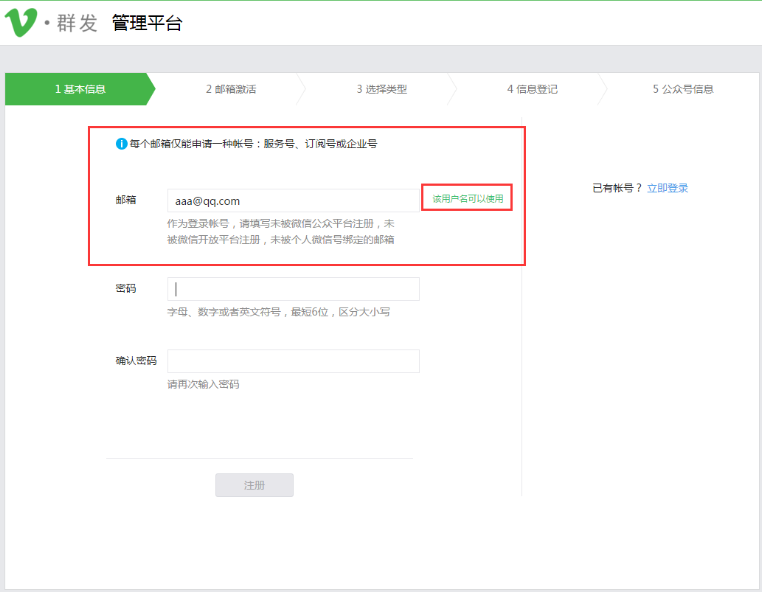 V·群发 管理平台
1 基本信息 2 邮箱激活 3 选择类型 4 信息登记 5 公众号信息
每个邮箱仅能申请一种帐号：服务号、订阅号或企业号
已有帐号？ 立即登录
邮箱 aaa@qq.com 该用户名可以使用
作为登录帐号，请填写未被微信公众平台注册，未
被微信开放平台注册，未被个人微信号绑定的邮箱
密码
字母、数字或者英文符号，最短6位，区分大小写
确认密码
请再次输入密码
注册